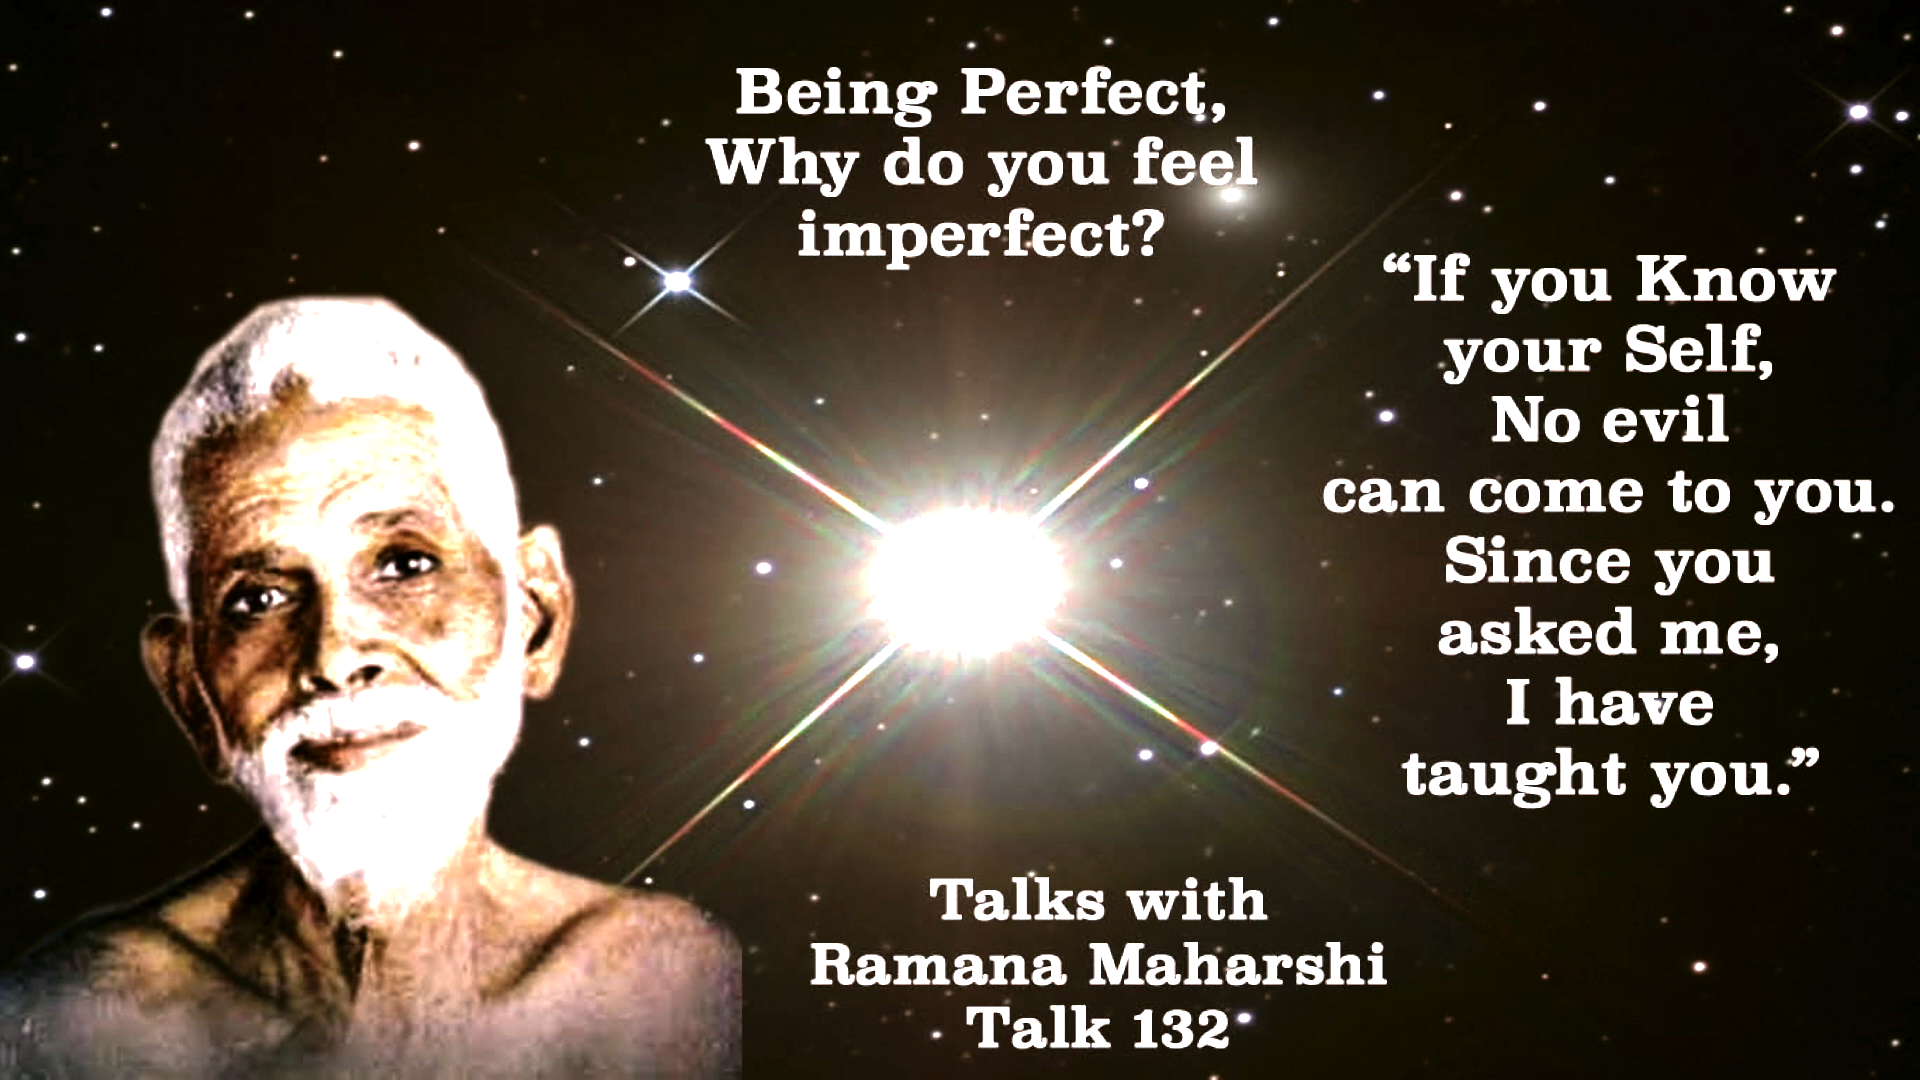 Being Perfect,
Why do you feel
imperfect?
“If you Know
your Self,
No evil
can come to you.
Since you
asked me,
I have
taught you.”
Talks with
Ramana Maharshi
Talk 132